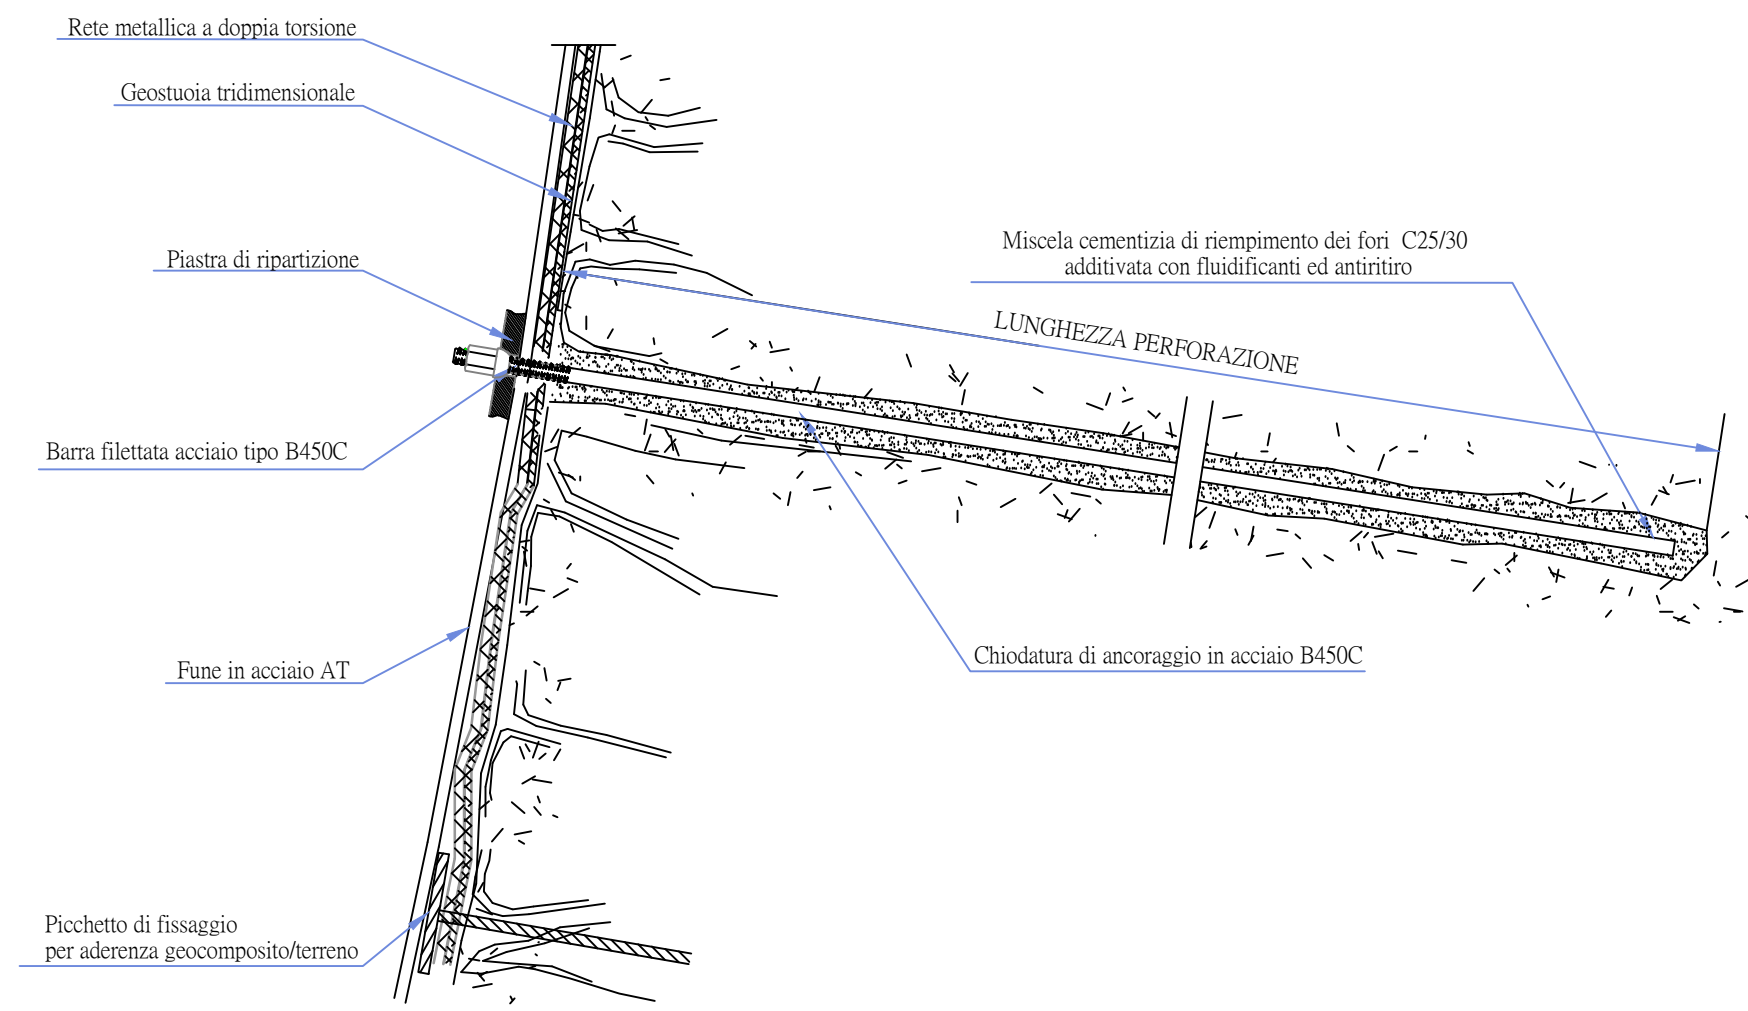 Rete metallica a doppia torsione
Geostuoia tridimensionale
Piastra di ripartizione
Miscela cementizia di riempimento dei fori C25/30
additivata con fluidificanti ed antiritiro
LUNGHEZZA PERFORAZIONE
Barra filettata acciaio tipo B450C
Fune in acciaio AT
Chiodatura di ancoraggio in acciaio B450C
Picchetto di fissaggio
per aderenza geocomposito/terreno